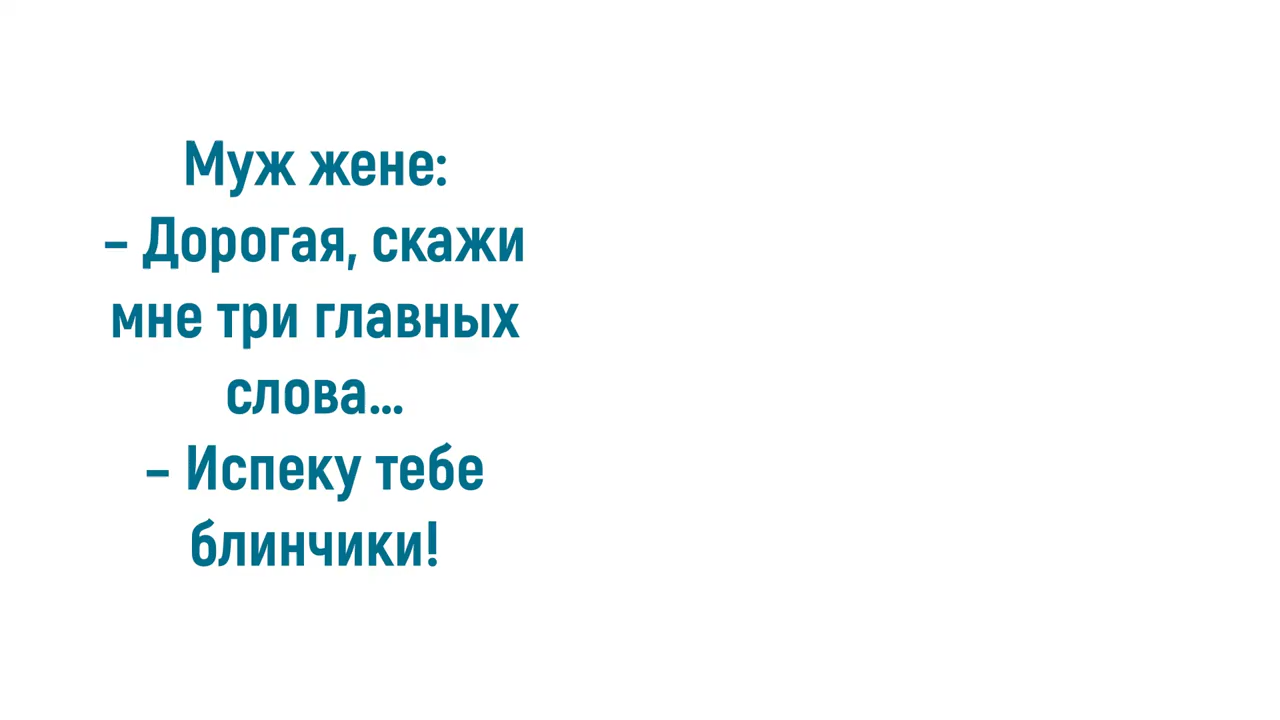 Муж жене:
– Дорогая, скажи
мне три главных
слова...
– Испеку тебе
блинчики!